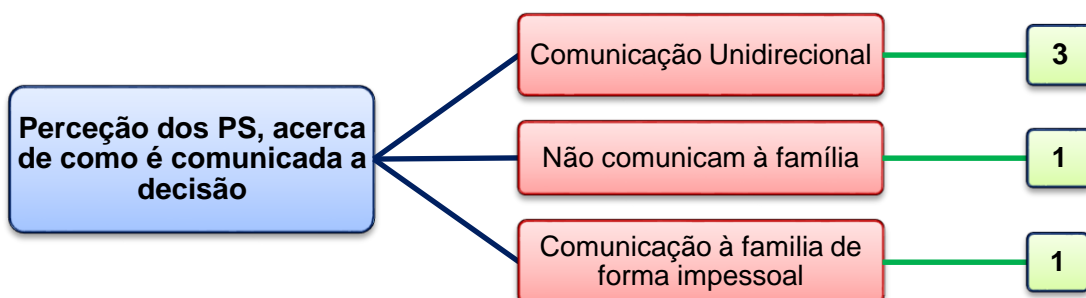 Perceção dos PS, acerca
de como é comunicada a
decisão
Comunicação Unidirecional
3
Não comunicam à família
1
Comunicação à familia de
forma impessoal
1